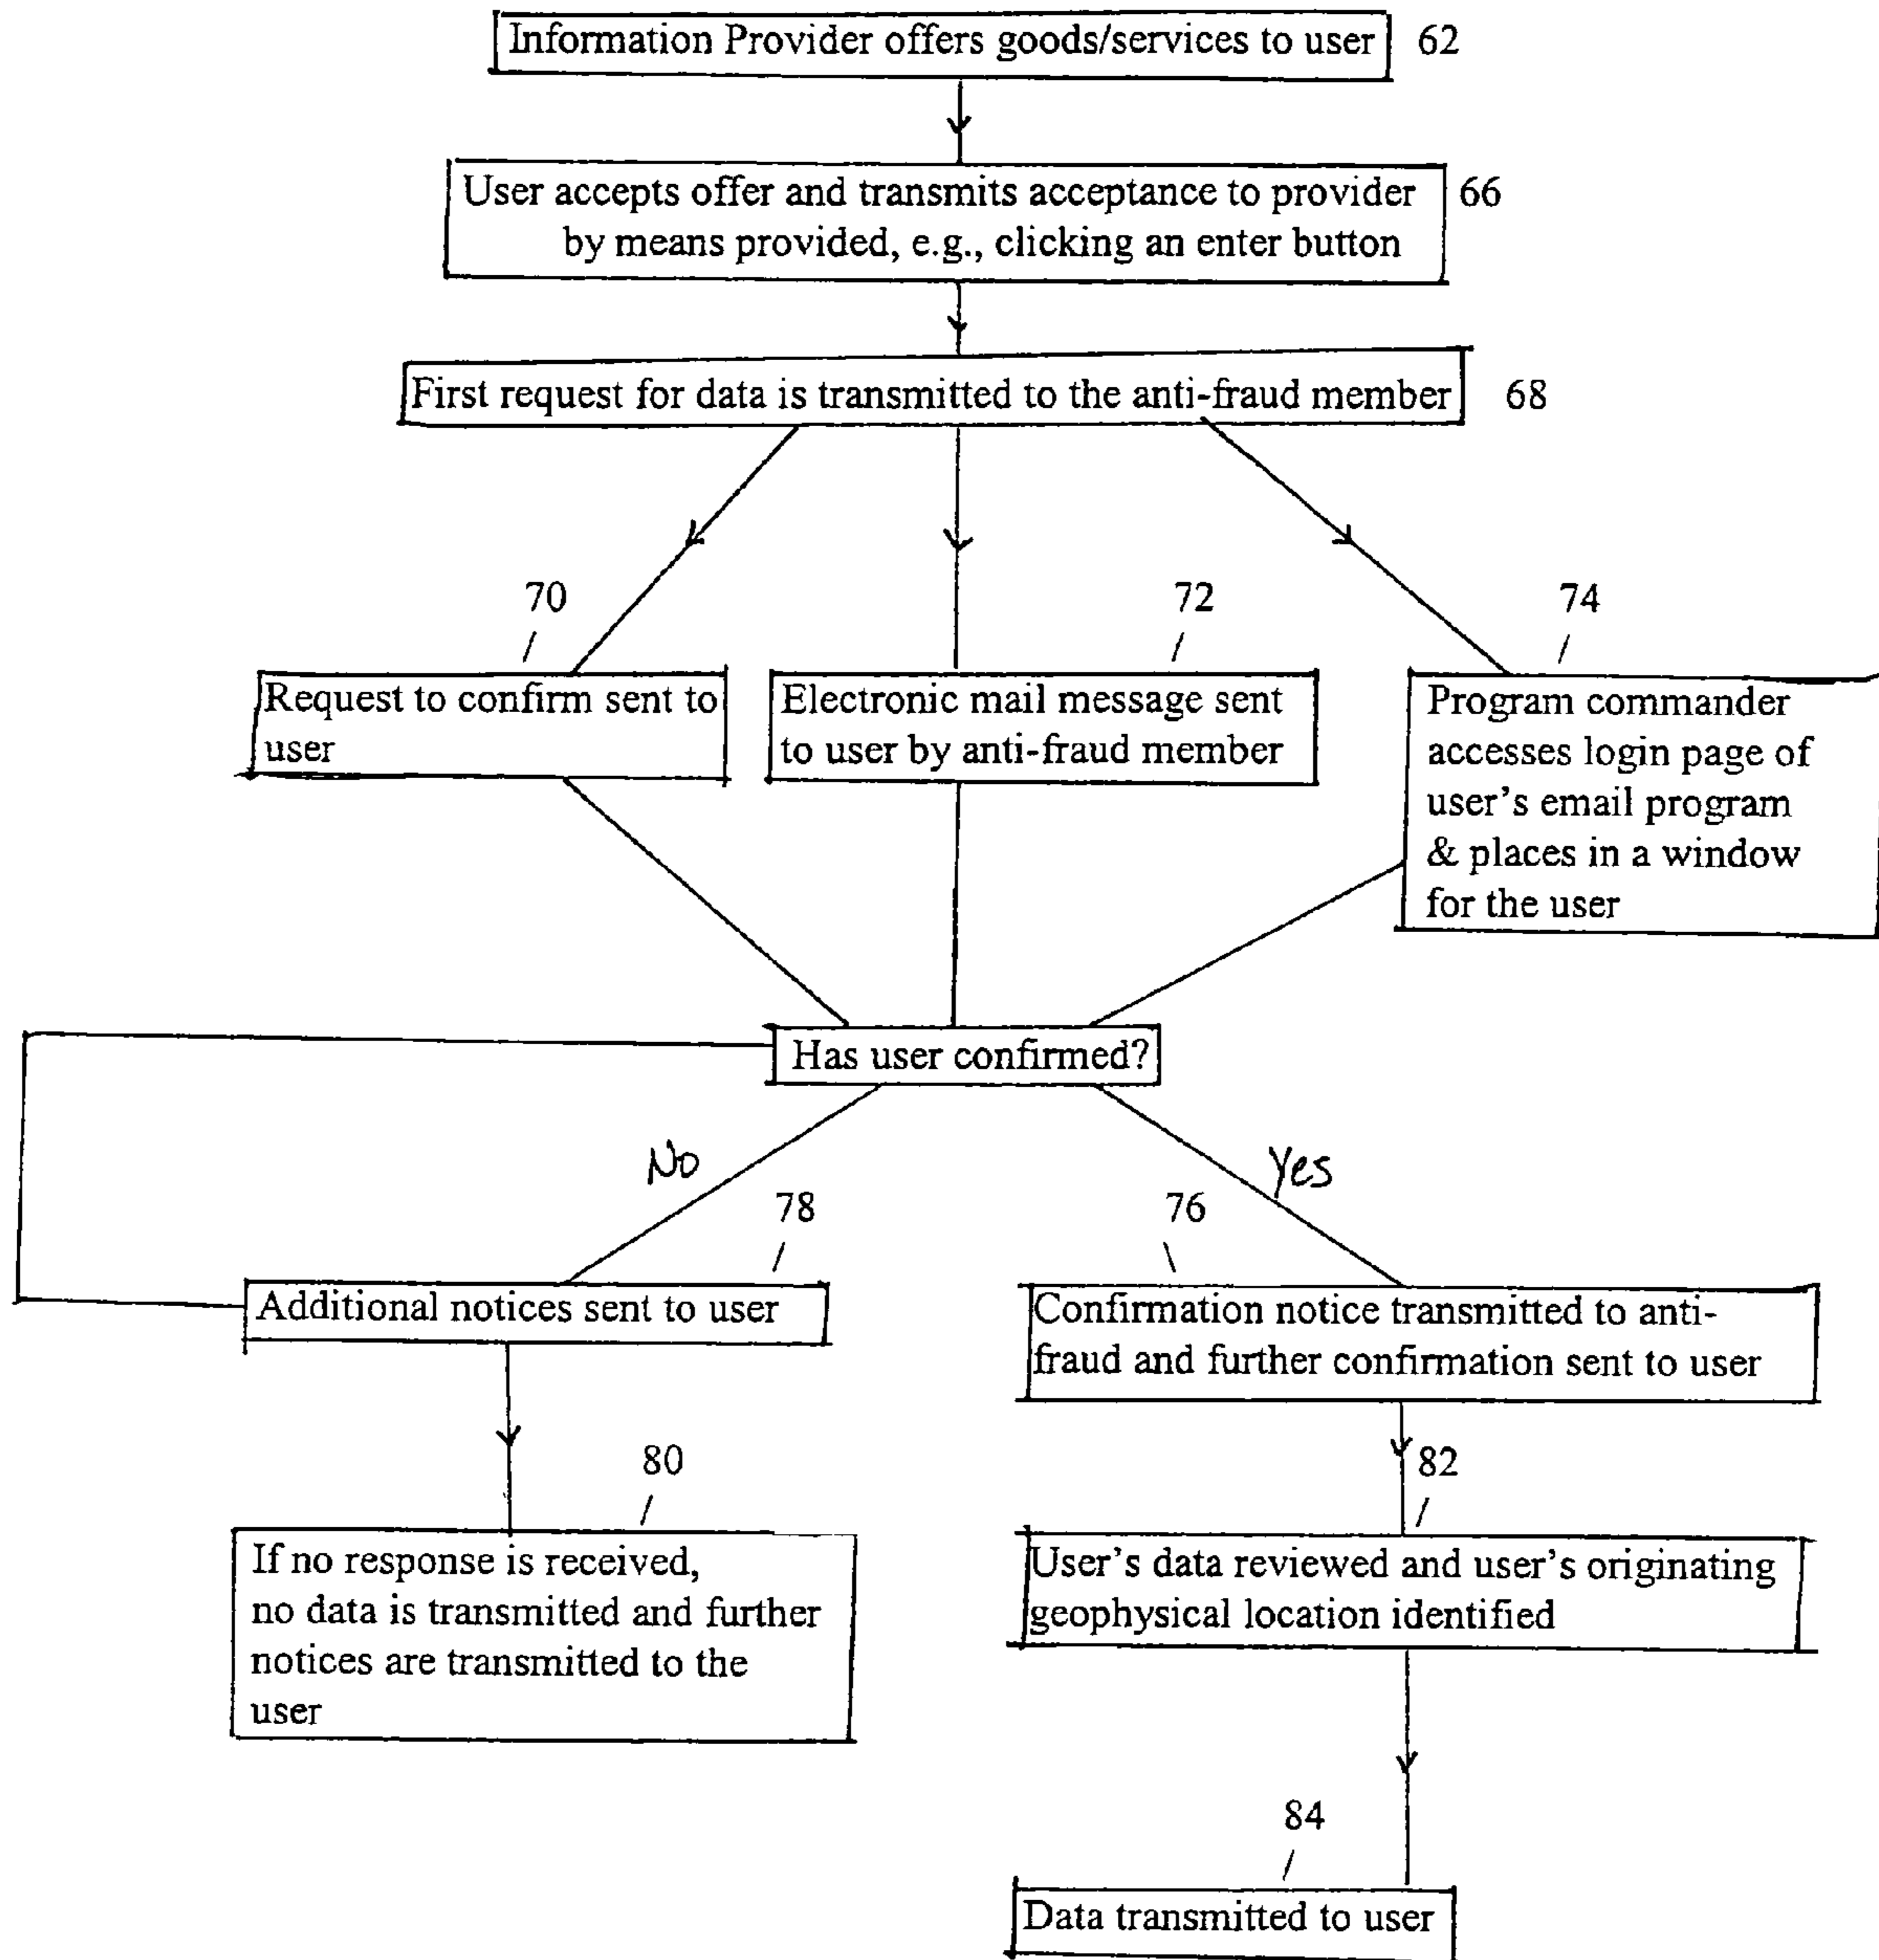 Information Provider offers goods/services to user 62
User accepts offer and transmits acceptance to provider 66
by means provided, e.g., clicking an enter button
First request for data is transmitted to the anti-fraud member 68
70
Request to confirm sent to
user
72
Electronic mail message sent
to user by anti-fraud member
74
Program commander
accesses login page of
user's email program
& places in a window
for the user
Has user confirmed?
No
Yes
78
Additional notices sent to user
76
Confirmation notice transmitted to anti-
fraud and further confirmation sent to user
80
If no response is received,
no data is transmitted and further
notices are transmitted to the
user
82
User's data reviewed and user's originating
geophysical location identified
84
Data transmitted to user